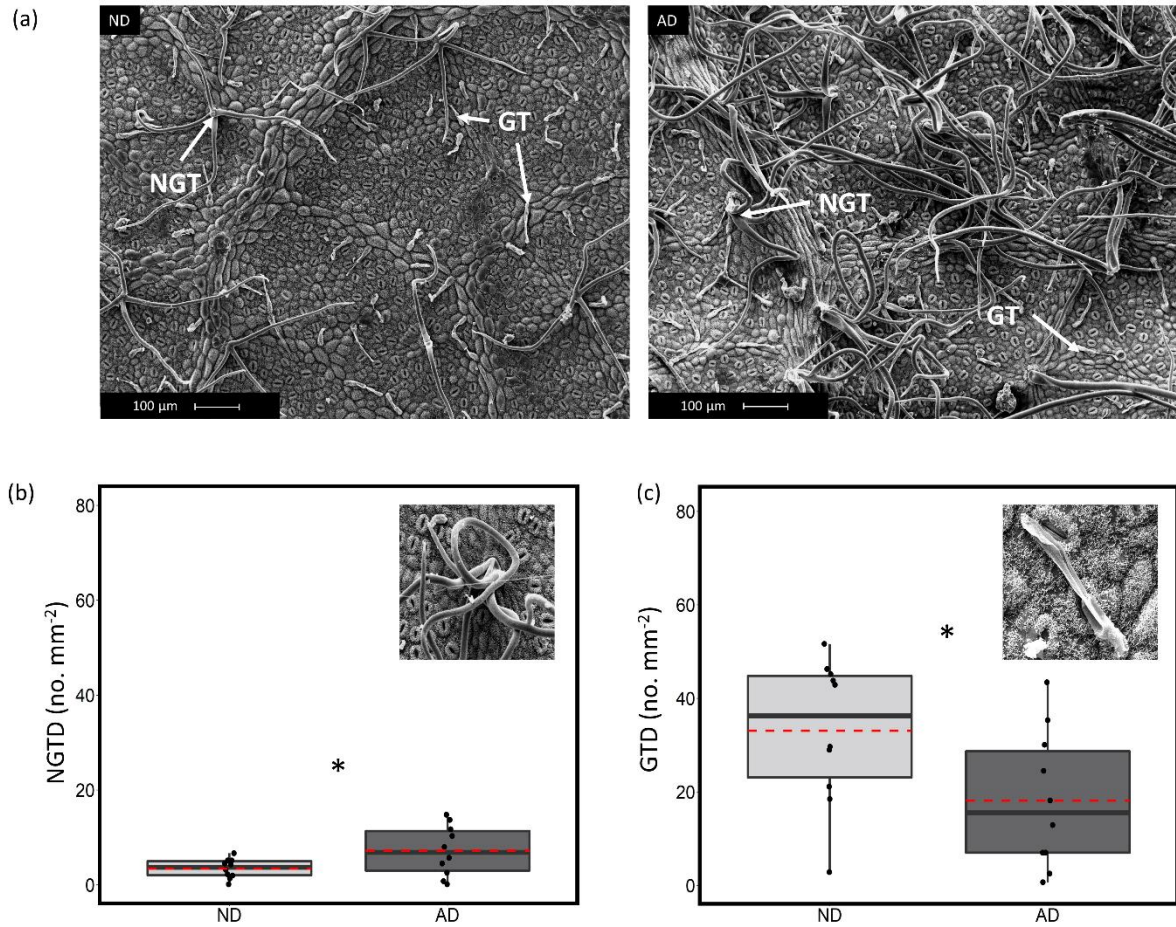 (a)
ND
NGT
GT
100 µm
AD
NGT
GT
100 µm
(b)
NGTD (no. mm⁻²)
80
60
40
20
0
*
ND
AD
(c)
GTD (no. mm⁻²)
80
60
40
20
0
*
ND
AD